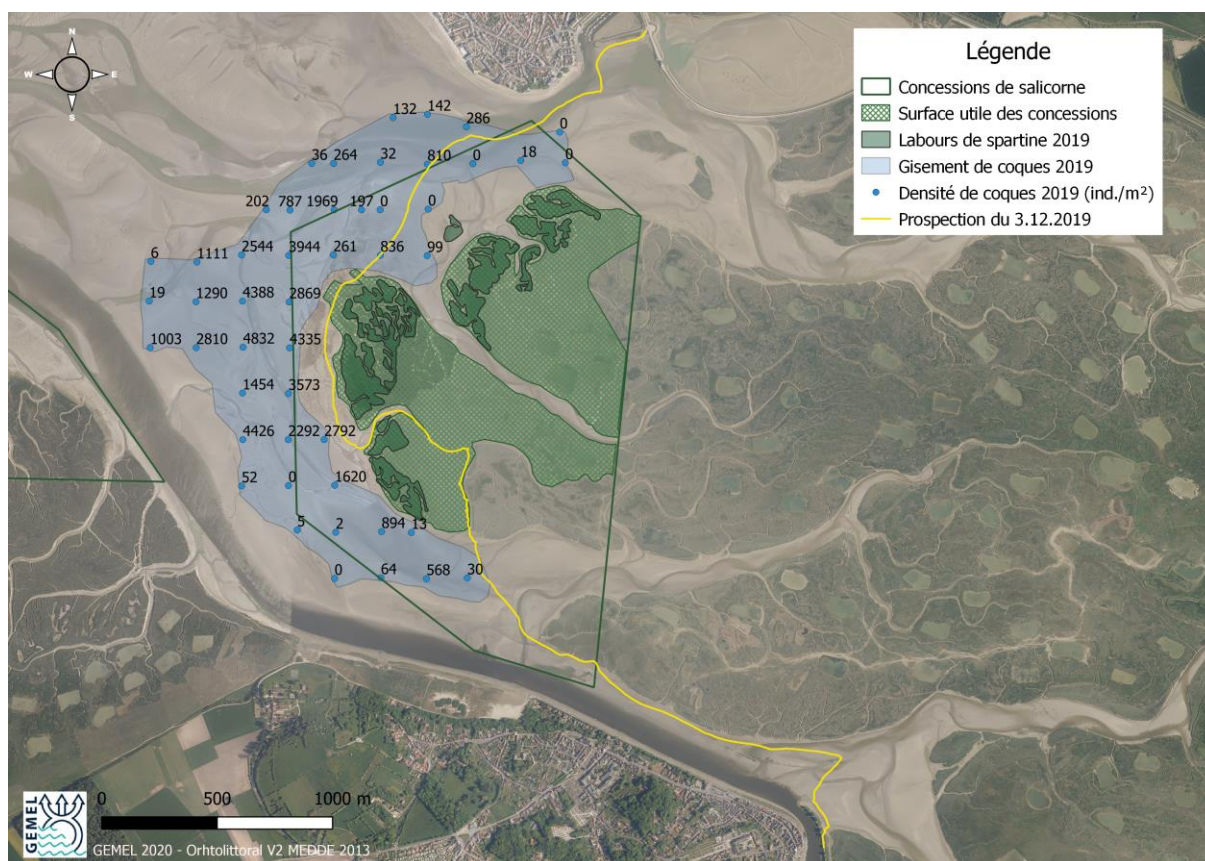 N
W
E
S
Légende
Concessions de salicorne
Surface utile des concessions
Labours de spartine 2019
Gisement de coques 2019
Densité de coques 2019 (ind./m²)
Prospection du 3.12.2019
132 142 286 0
36 264 32 810 0 18 0
202 787 1969 197 0 0
6 1111 2544 3944 261 836 99
19 1290 4388 2869
1003 2810 4832 4335
1454 3573
4426 2292 2792
52 0 1620
5 2 894 13
0 64 568 30
0 500 1000 m
GEMEL
GEMEL 2020 - Orhtolittoral V2 MEDDE 2013